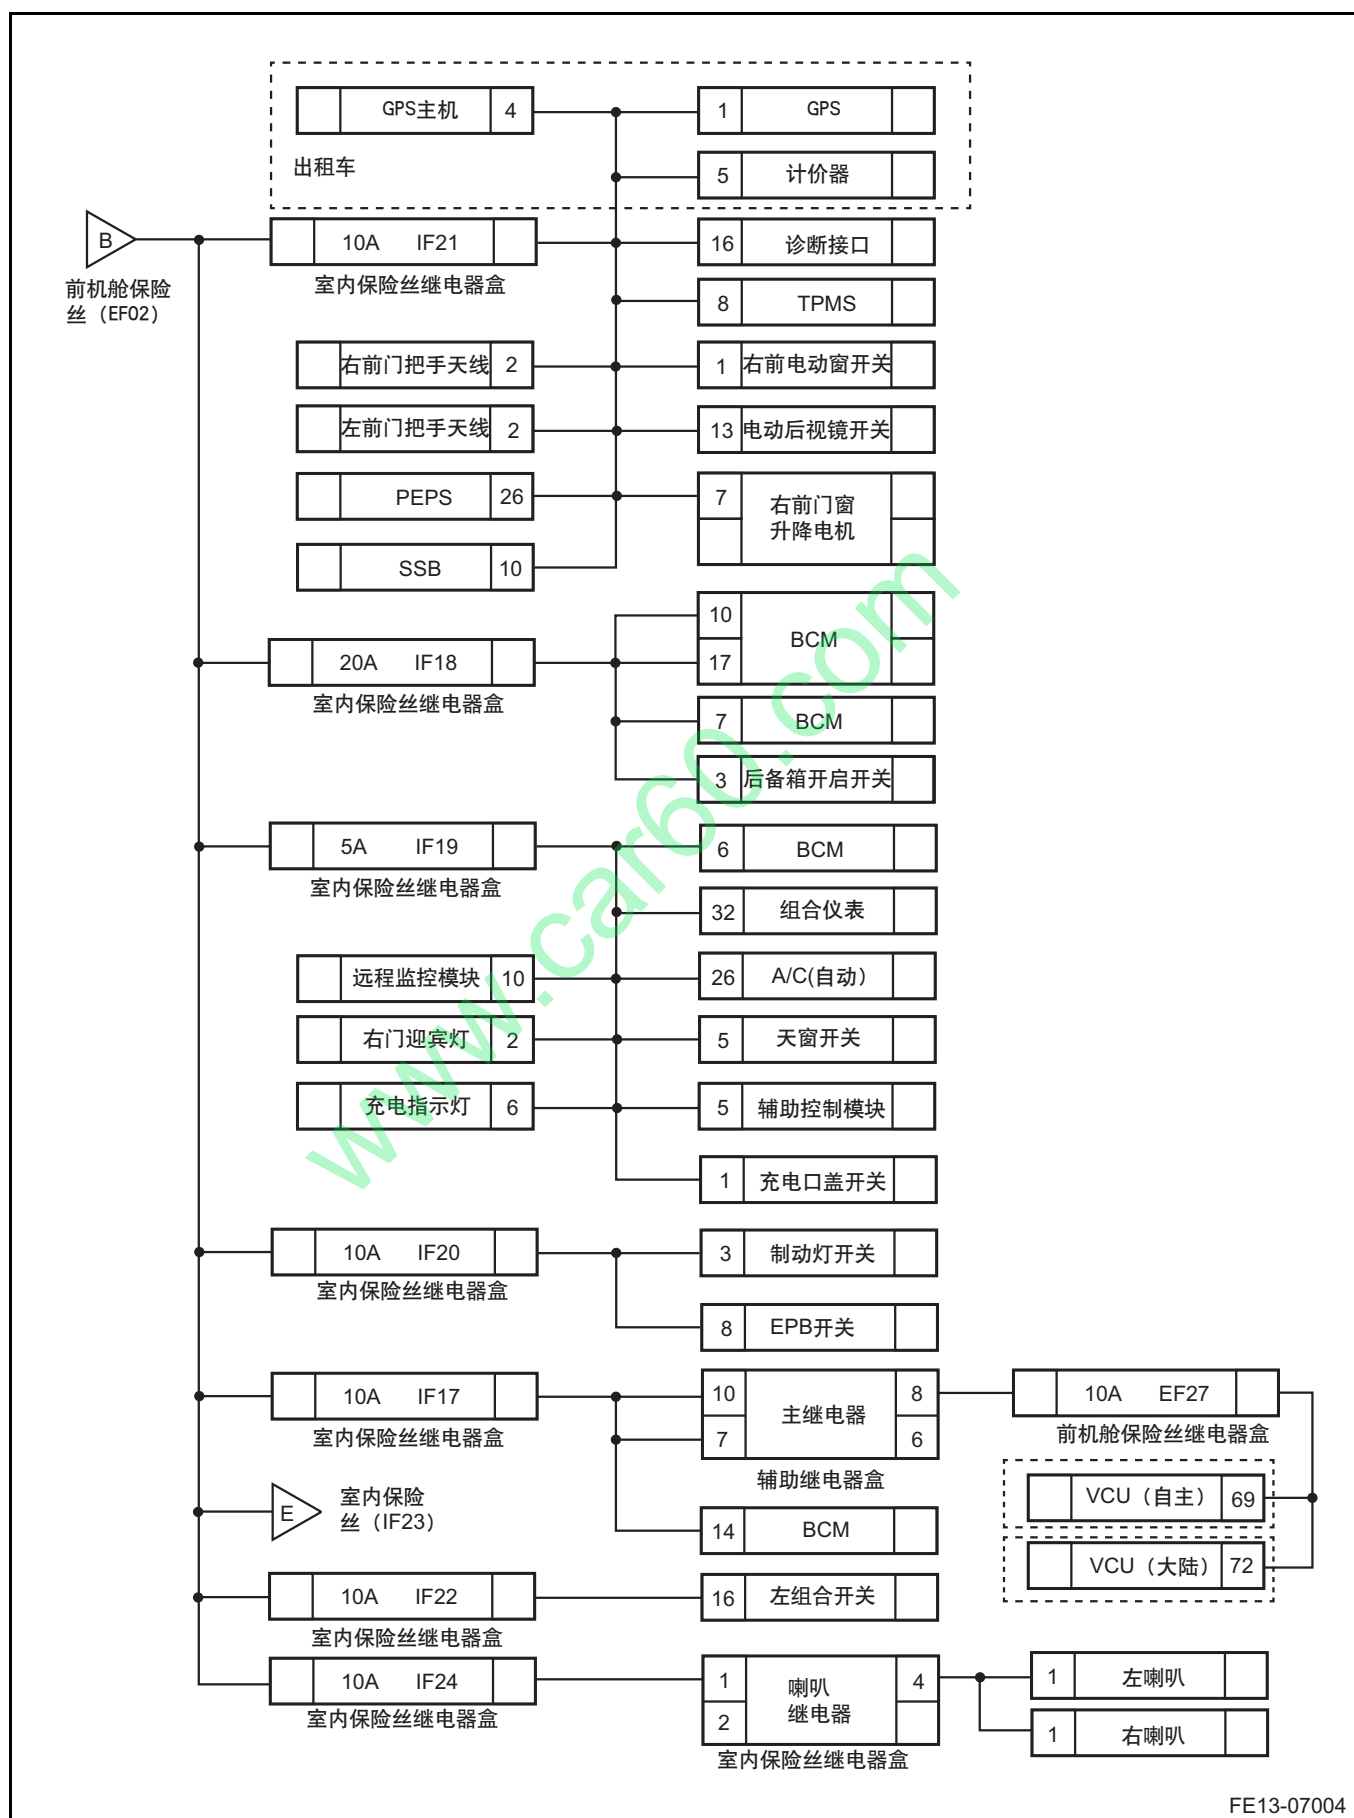 GPS主机 4
1 GPS
出租车
5 计价器
B
前机舱保险
丝（EF02）
10A IF21
室内保险丝继电器盒
16 诊断接口
8 TPMS
右前门把手天线 2
1 右前电动窗开关
左前门把手天线 2
13 电动后视镜开关
PEPS 26
7 右前门窗
升降电机
SSB 10
10 BCM
17
20A IF18
室内保险丝继电器盒
7 BCM
3 后备箱开启开关
5A IF19
室内保险丝继电器盒
6 BCM
32 组合仪表
远程监控模块 10
26 A/C(自动）
右门迎宾灯 2
5 天窗开关
充电指示灯 6
5 辅助控制模块
1 充电口盖开关
10A IF20
室内保险丝继电器盒
3 制动灯开关
8 EPB开关
10A IF17
室内保险丝继电器盒
10 主继电器 8
7 6
辅助继电器盒
10A EF27
前机舱保险丝继电器盒
VCU（自主） 69
VCU（大陆） 72
E
室内保险
丝（IF23）
14 BCM
10A IF22
室内保险丝继电器盒
16 左组合开关
10A IF24
室内保险丝继电器盒
1 喇叭 4
2 继电器
室内保险丝继电器盒
1 左喇叭
1 右喇叭
www.car60.com
FE13-07004